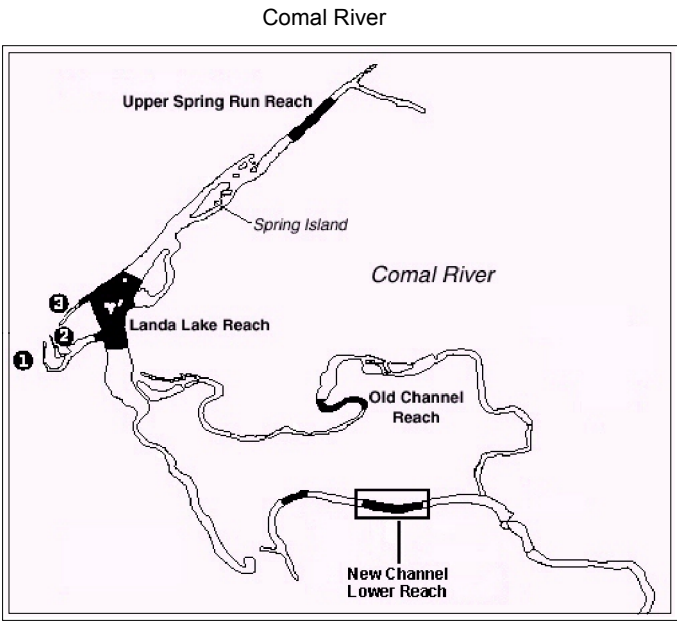 Comal River
Upper Spring Run Reach
Spring Island
Comal River
3
Landa Lake Reach
2
1
Old Channel
Reach
New Channel
Lower Reach